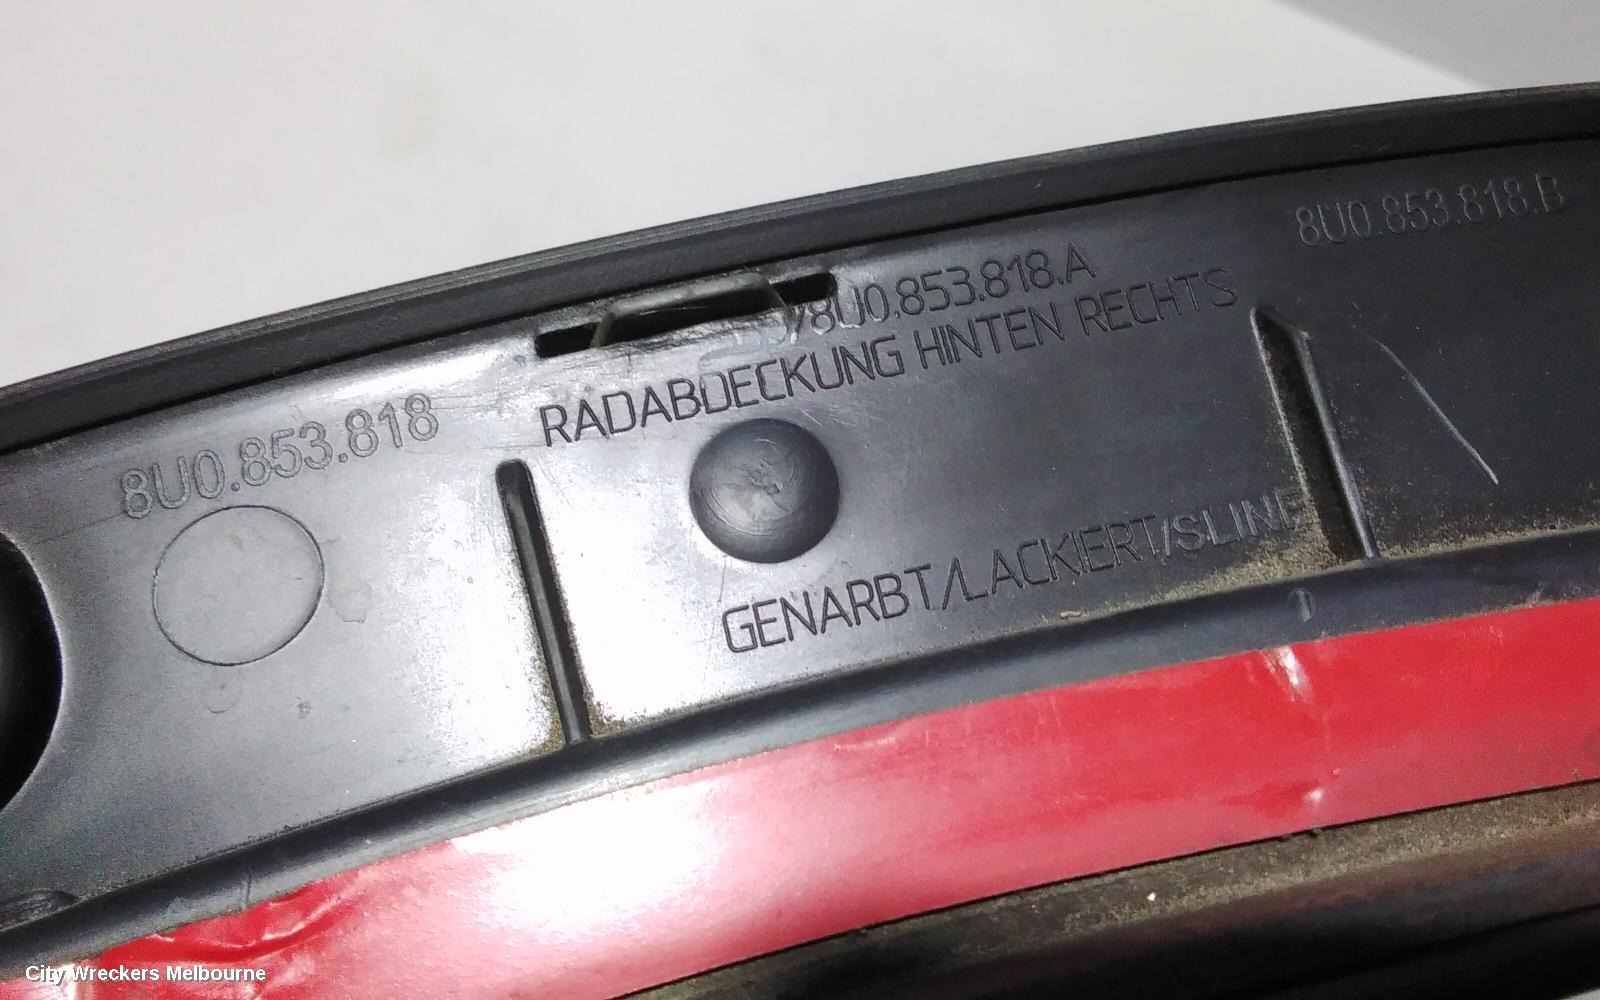 8U0.853.818.B
/8U0.853.818.A
RADABDECKUNG HINTEN RECHTS
8U0.853.818
GENARBT/LACKIERT/SLINE
City Wreckers Melbourne